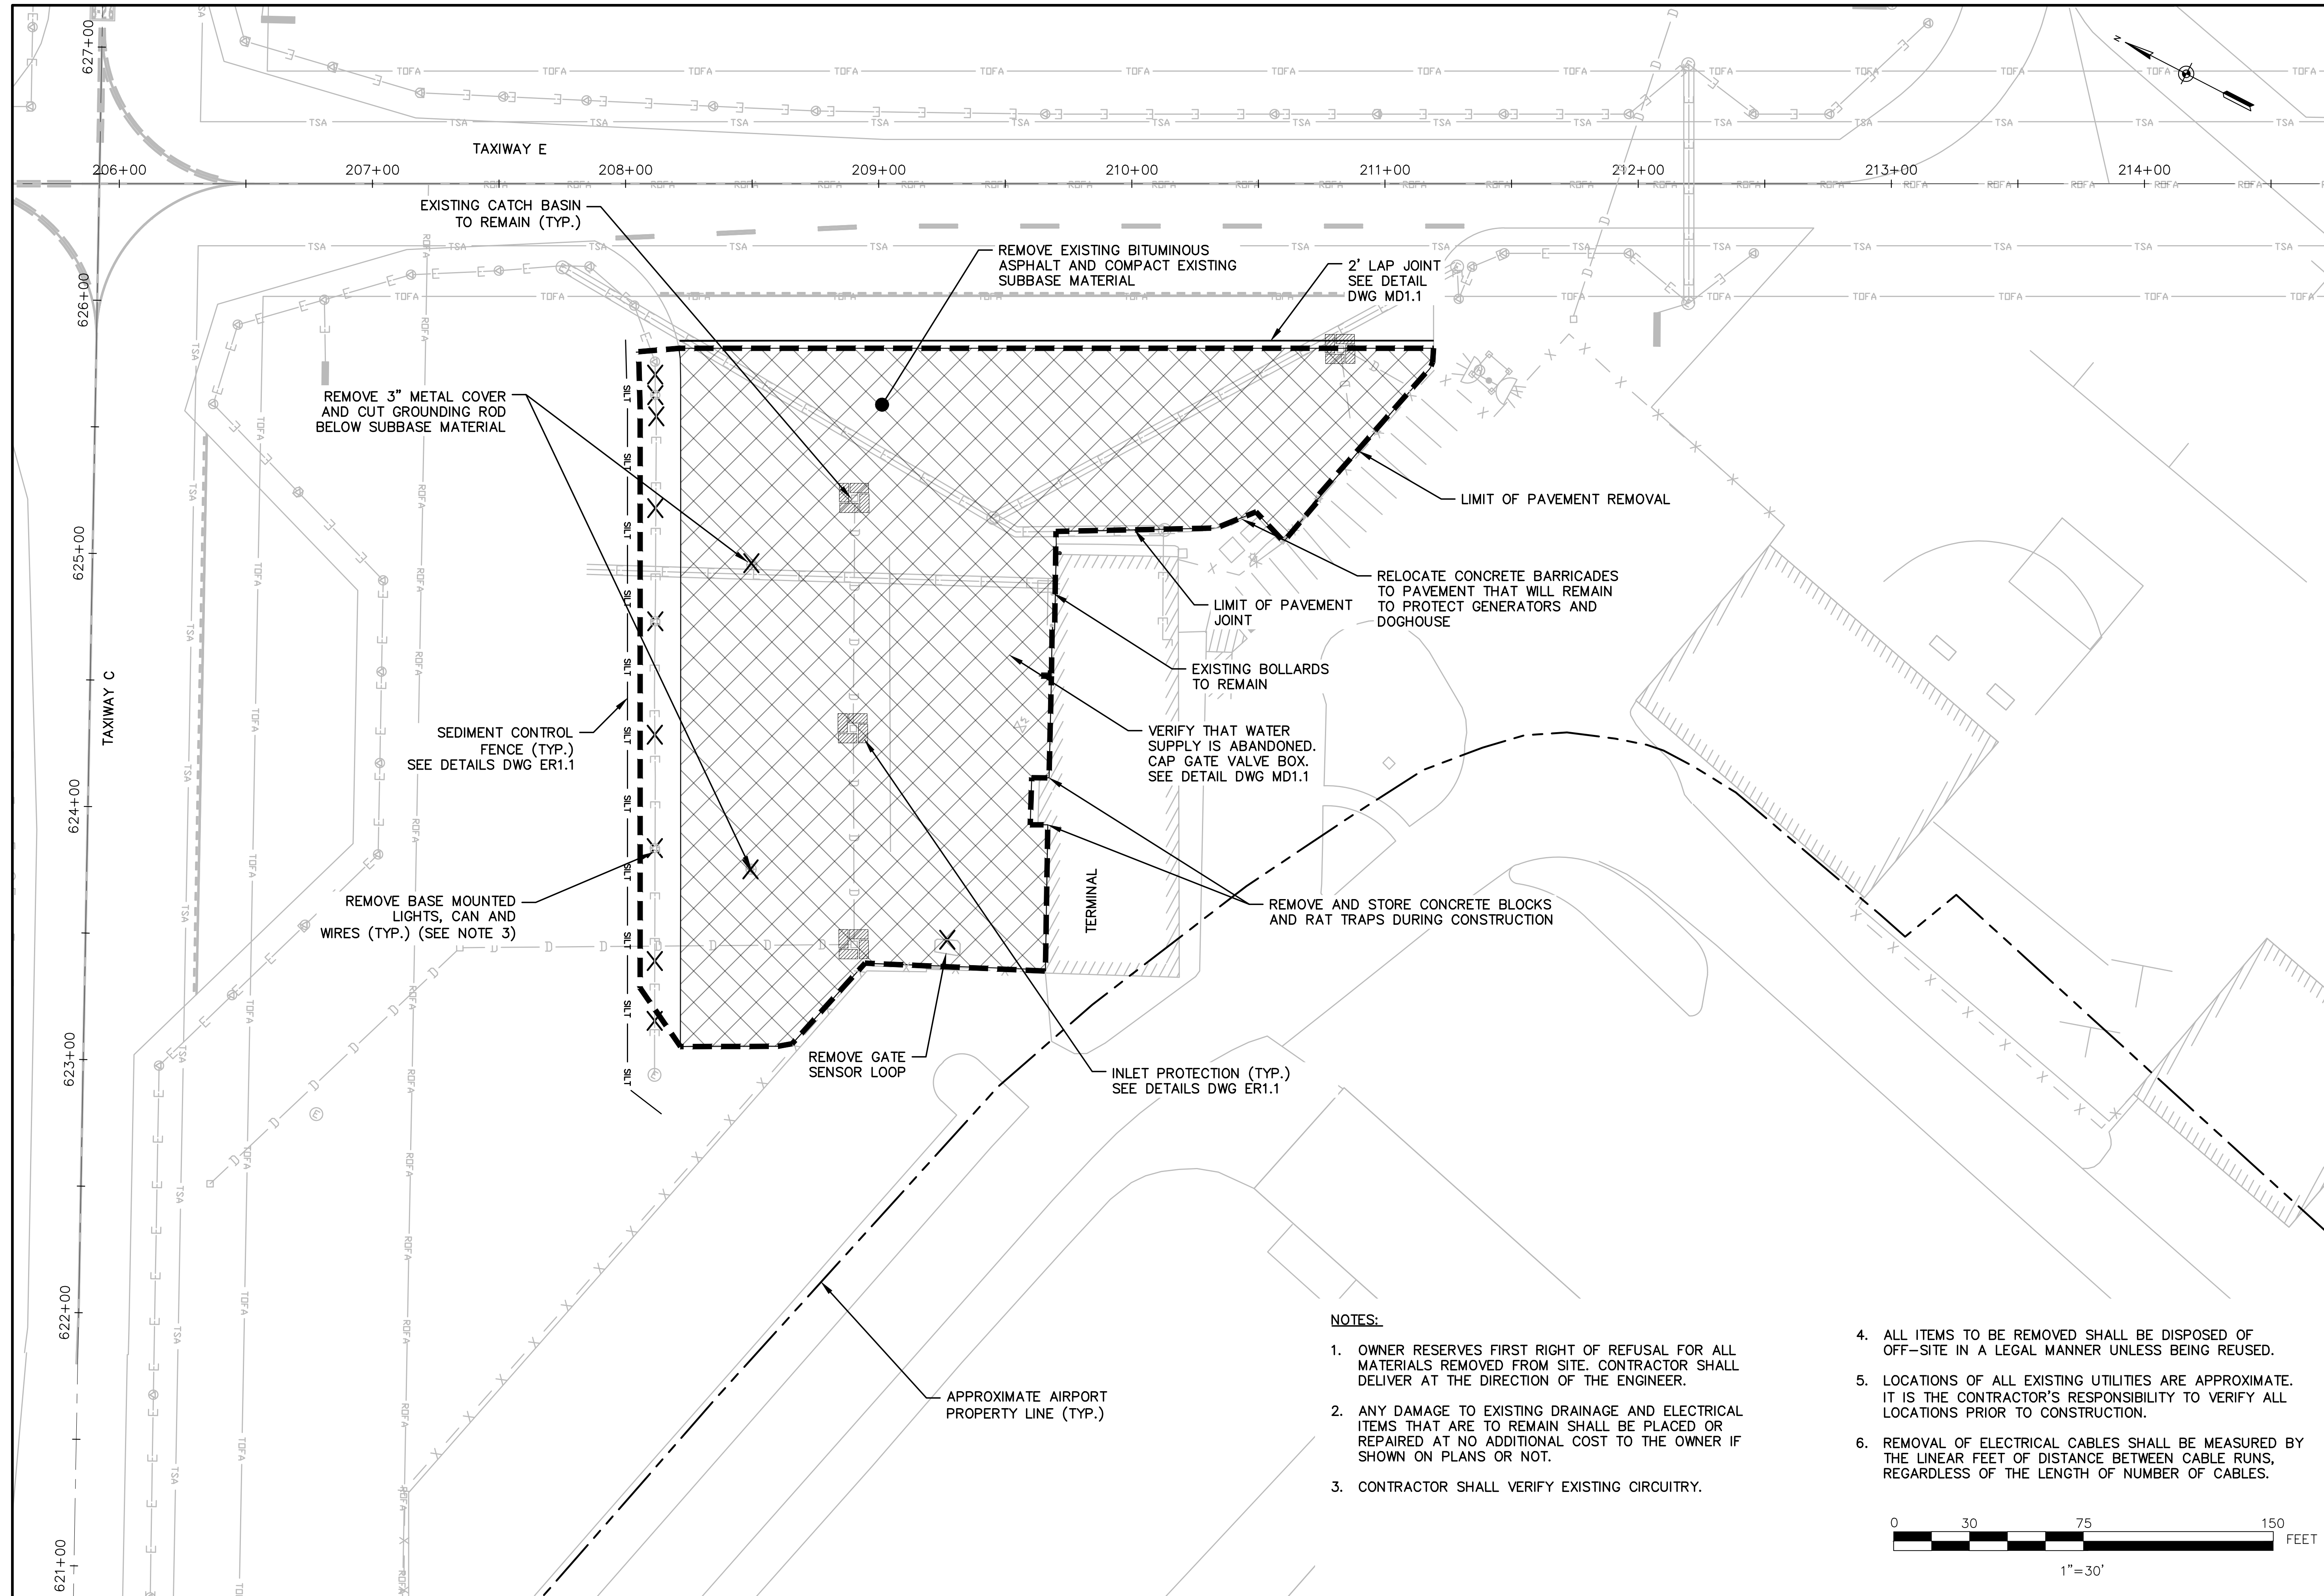 627+00
TAXIWAY E
206+00
207+00
208+00
209+00
210+00
211+00
212+00
213+00
214+00
N
TOFA
TSA
ROFA
EXISTING CATCH BASIN
TO REMAIN (TYP.)
REMOVE EXISTING BITUMINOUS
ASPHALT AND COMPACT EXISTING
SUBBASE MATERIAL
2' LAP JOINT
SEE DETAIL
DWG MD1.1
626+00
REMOVE 3" METAL COVER
AND CUT GROUNDING ROD
BELOW SUBBASE MATERIAL
SILT
LIMIT OF PAVEMENT REMOVAL
625+00
RELOCATE CONCRETE BARRICADES
TO PAVEMENT THAT WILL REMAIN
TO PROTECT GENERATORS AND
DOGHOUSE
LIMIT OF PAVEMENT
JOINT
EXISTING BOLLARDS
TO REMAIN
TAXIWAY C
SEDIMENT CONTROL
FENCE (TYP.)
SEE DETAILS DWG ER1.1
VERIFY THAT WATER
SUPPLY IS ABANDONED.
CAP GATE VALVE BOX.
SEE DETAIL DWG MD1.1
624+00
REMOVE BASE MOUNTED
LIGHTS, CAN AND
WIRES (TYP.) (SEE NOTE 3)
TERMINAL
REMOVE AND STORE CONCRETE BLOCKS
AND RAT TRAPS DURING CONSTRUCTION
623+00
REMOVE GATE
SENSOR LOOP
INLET PROTECTION (TYP.)
SEE DETAILS DWG ER1.1
622+00
APPROXIMATE AIRPORT
PROPERTY LINE (TYP.)
621+00
NOTES:
1. OWNER RESERVES FIRST RIGHT OF REFUSAL FOR ALL
MATERIALS REMOVED FROM SITE. CONTRACTOR SHALL
DELIVER AT THE DIRECTION OF THE ENGINEER.
2. ANY DAMAGE TO EXISTING DRAINAGE AND ELECTRICAL
ITEMS THAT ARE TO REMAIN SHALL BE PLACED OR
REPAIRED AT NO ADDITIONAL COST TO THE OWNER IF
SHOWN ON PLANS OR NOT.
3. CONTRACTOR SHALL VERIFY EXISTING CIRCUITRY.
4. ALL ITEMS TO BE REMOVED SHALL BE DISPOSED OF
OFF-SITE IN A LEGAL MANNER UNLESS BEING REUSED.
5. LOCATIONS OF ALL EXISTING UTILITIES ARE APPROXIMATE.
IT IS THE CONTRACTOR'S RESPONSIBILITY TO VERIFY ALL
LOCATIONS PRIOR TO CONSTRUCTION.
6. REMOVAL OF ELECTRICAL CABLES SHALL BE MEASURED BY
THE LINEAR FEET OF DISTANCE BETWEEN CABLE RUNS,
REGARDLESS OF THE LENGTH OF NUMBER OF CABLES.
0 30 75 150
FEET
1"=30'